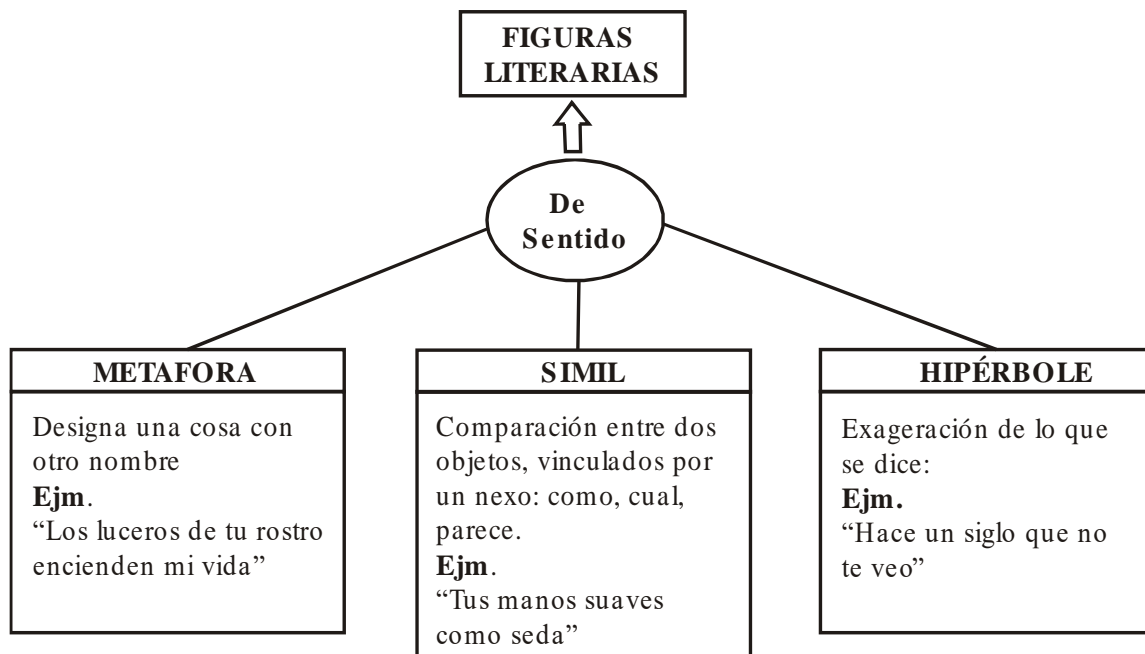 FIGURAS
LITERARIAS
De
Sentido
METAFORA
Designa una cosa con
otro nombre
Ejm.
“Los luceros de tu rostro
encienden mi vida”
SIMIL
Comparación entre dos
objetos, vinculados por
un nexo: como, cual,
parece.
Ejm.
“Tus manos suaves
como seda”
HIPÉRBOLE
Exageración de lo que
se dice:
Ejm.
“Hace un siglo que no
te veo”